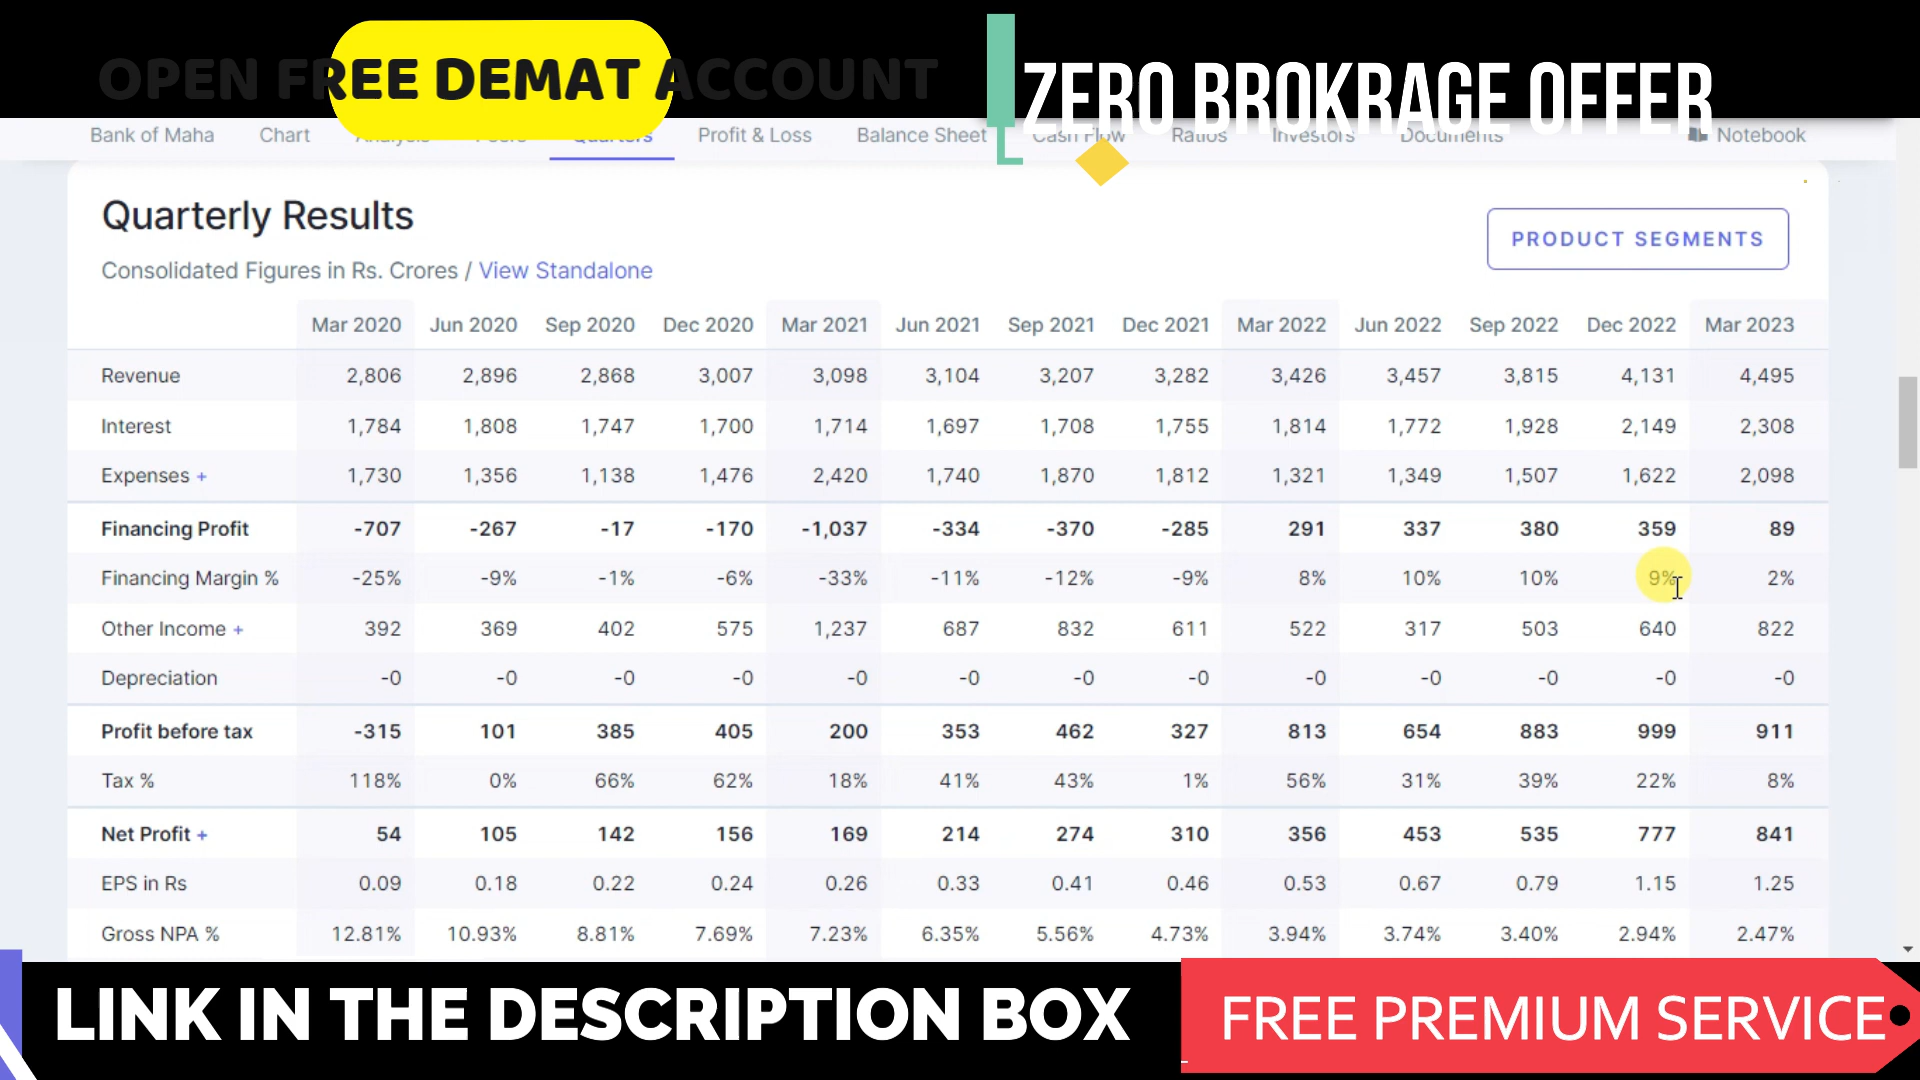 OPEN FREE DEMAT ACCOUNT
ZERO BROKRAGE OFFER
Bank of Maha Chart Analysis Peers Quarters Profit & Loss Balance Sheet Cash Flow Ratios Investors Documents Notebook
Quarterly Results
PRODUCT SEGMENTS
Consolidated Figures in Rs. Crores / View Standalone
Mar 2020 Jun 2020 Sep 2020 Dec 2020 Mar 2021 Jun 2021 Sep 2021 Dec 2021 Mar 2022 Jun 2022 Sep 2022 Dec 2022 Mar 2023
Revenue 2,806 2,896 2,868 3,007 3,098 3,104 3,207 3,282 3,426 3,457 3,815 4,131 4,495
Interest 1,784 1,808 1,747 1,700 1,714 1,697 1,708 1,755 1,814 1,772 1,928 2,149 2,308
Expenses + 1,730 1,356 1,138 1,476 2,420 1,740 1,870 1,812 1,321 1,349 1,507 1,622 2,098
Financing Profit -707 -267 -17 -170 -1,037 -334 -370 -285 291 337 380 359 89
Financing Margin % -25% -9% -1% -6% -33% -11% -12% -9% 8% 10% 10% 9% 2%
Other Income + 392 369 402 575 1,237 687 832 611 522 317 503 640 822
Depreciation -0 -0 -0 -0 -0 -0 -0 -0 -0 -0 -0 -0 -0
Profit before tax -315 101 385 405 200 353 462 327 813 654 883 999 911
Tax % 118% 0% 66% 62% 18% 41% 43% 1% 56% 31% 39% 22% 8%
Net Profit + 54 105 142 156 169 214 274 310 356 453 535 777 841
EPS in Rs 0.09 0.18 0.22 0.24 0.26 0.33 0.41 0.46 0.53 0.67 0.79 1.15 1.25
Gross NPA % 12.81% 10.93% 8.81% 7.69% 7.23% 6.35% 5.56% 4.73% 3.94% 3.74% 3.40% 2.94% 2.47%
LINK IN THE DESCRIPTION BOX
FREE PREMIUM SERVICE